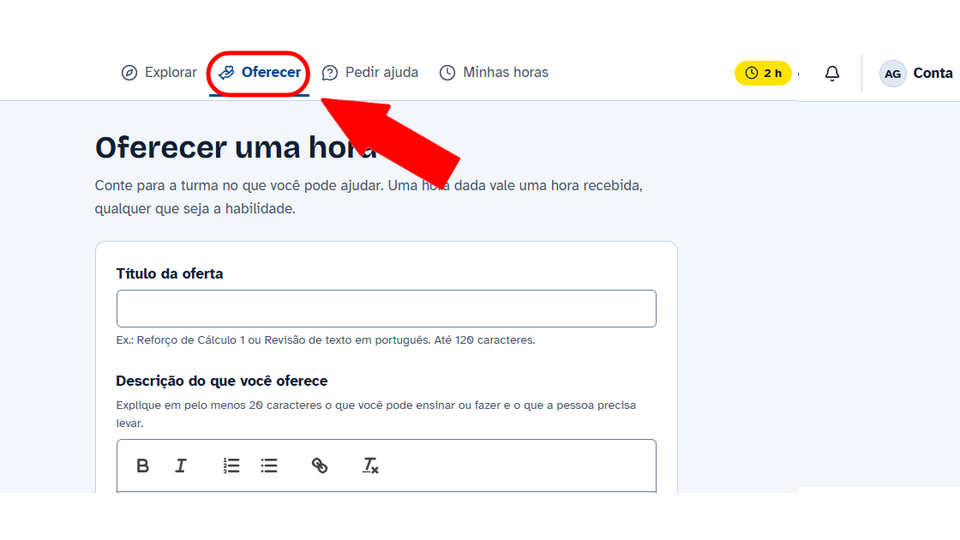 Explorar Oferecer Pedir ajuda Minhas horas 2 h AG Conta
Oferecer uma hora
Conte para a turma no que você pode ajudar. Uma hora dada vale uma hora recebida,
qualquer que seja a habilidade.
Título da oferta
Ex.: Reforço de Cálculo 1 ou Revisão de texto em português. Até 120 caracteres.
Descrição do que você oferece
Explique em pelo menos 20 caracteres o que você pode ensinar ou fazer e o que a pessoa precisa
levar.